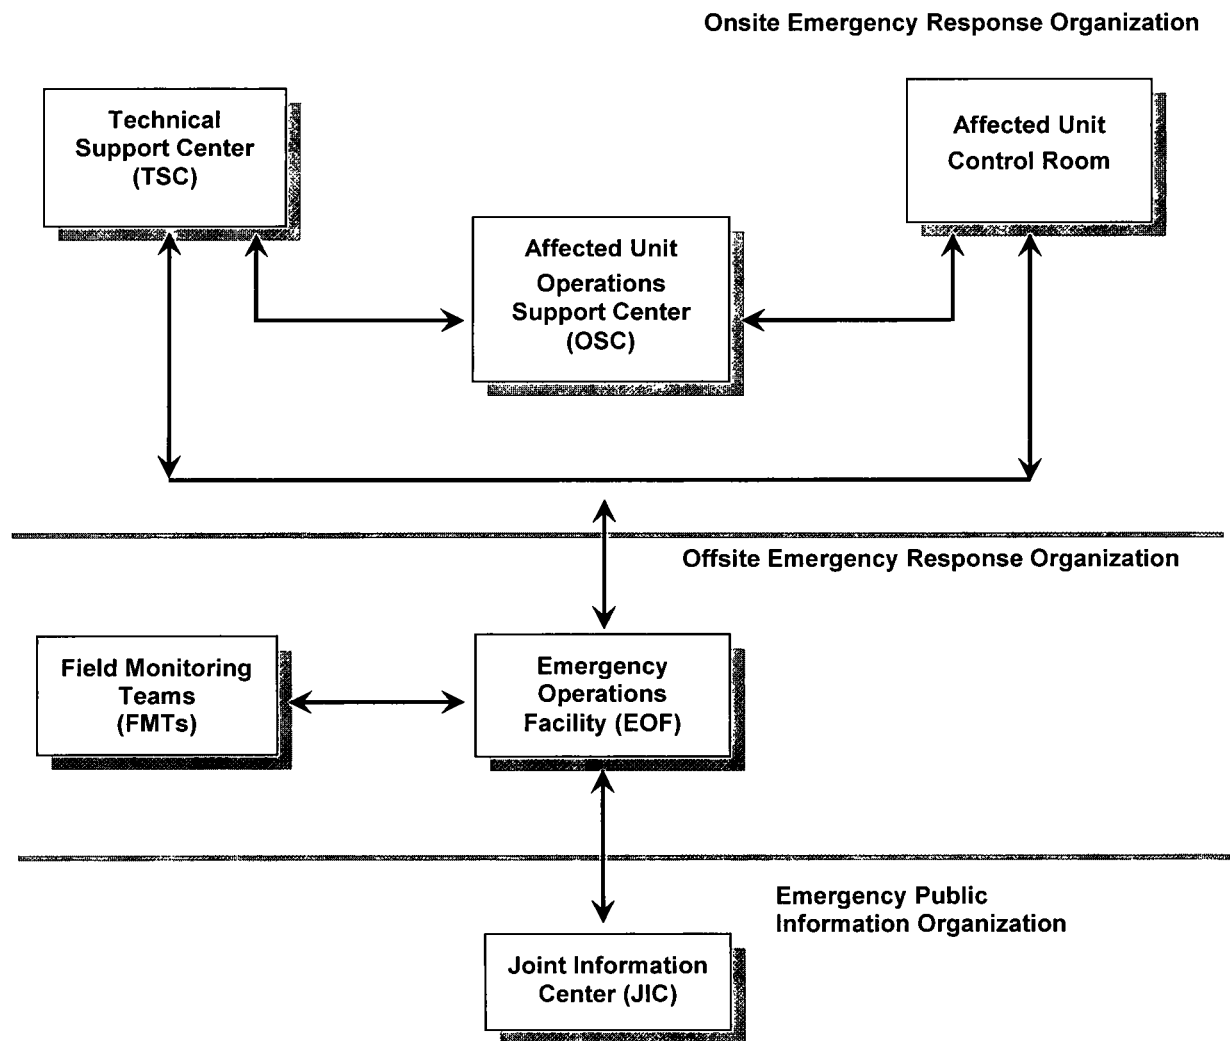 Onsite Emergency Response Organization
Technical
Support Center
(TSC)
Affected Unit
Control Room
Affected Unit
Operations
Support Center
(OSC)
Offsite Emergency Response Organization
Field Monitoring
Teams
(FMTs)
Emergency
Operations
Facility (EOF)
Emergency Public
Information Organization
Joint Information
Center (JIC)